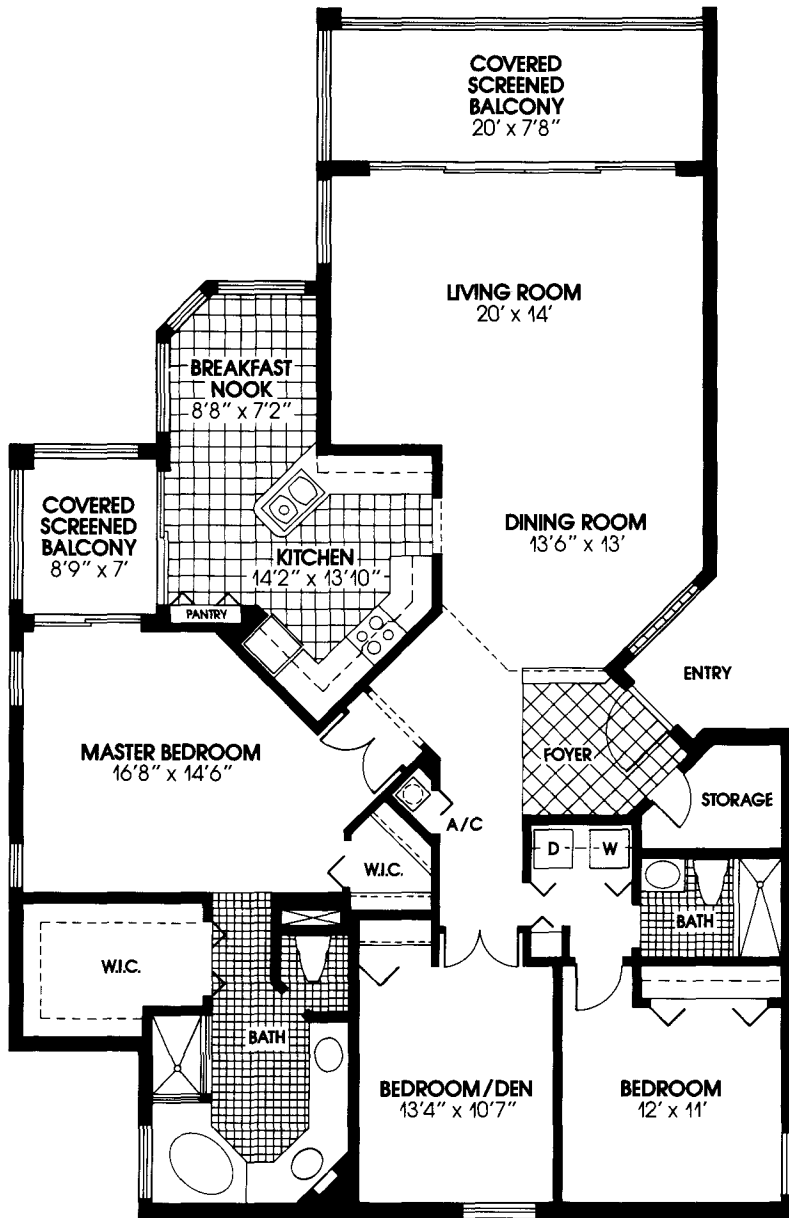 COVERED
SCREENED
BALCONY
20' x 7'8"
LIVING ROOM
20' x 14'
BREAKFAST
NOOK
8'8" x 7'2"
COVERED
SCREENED
BALCONY
8'9" x 7'
DINING ROOM
13'6" x 13'
KITCHEN
14'2" x 13'10"
PANTRY
ENTRY
MASTER BEDROOM
16'8" x 14'6"
FOYER
STORAGE
A/C
D
W
W.I.C.
BATH
W.I.C.
BATH
BEDROOM/DEN
13'4" x 10'7"
BEDROOM
12' x 11'